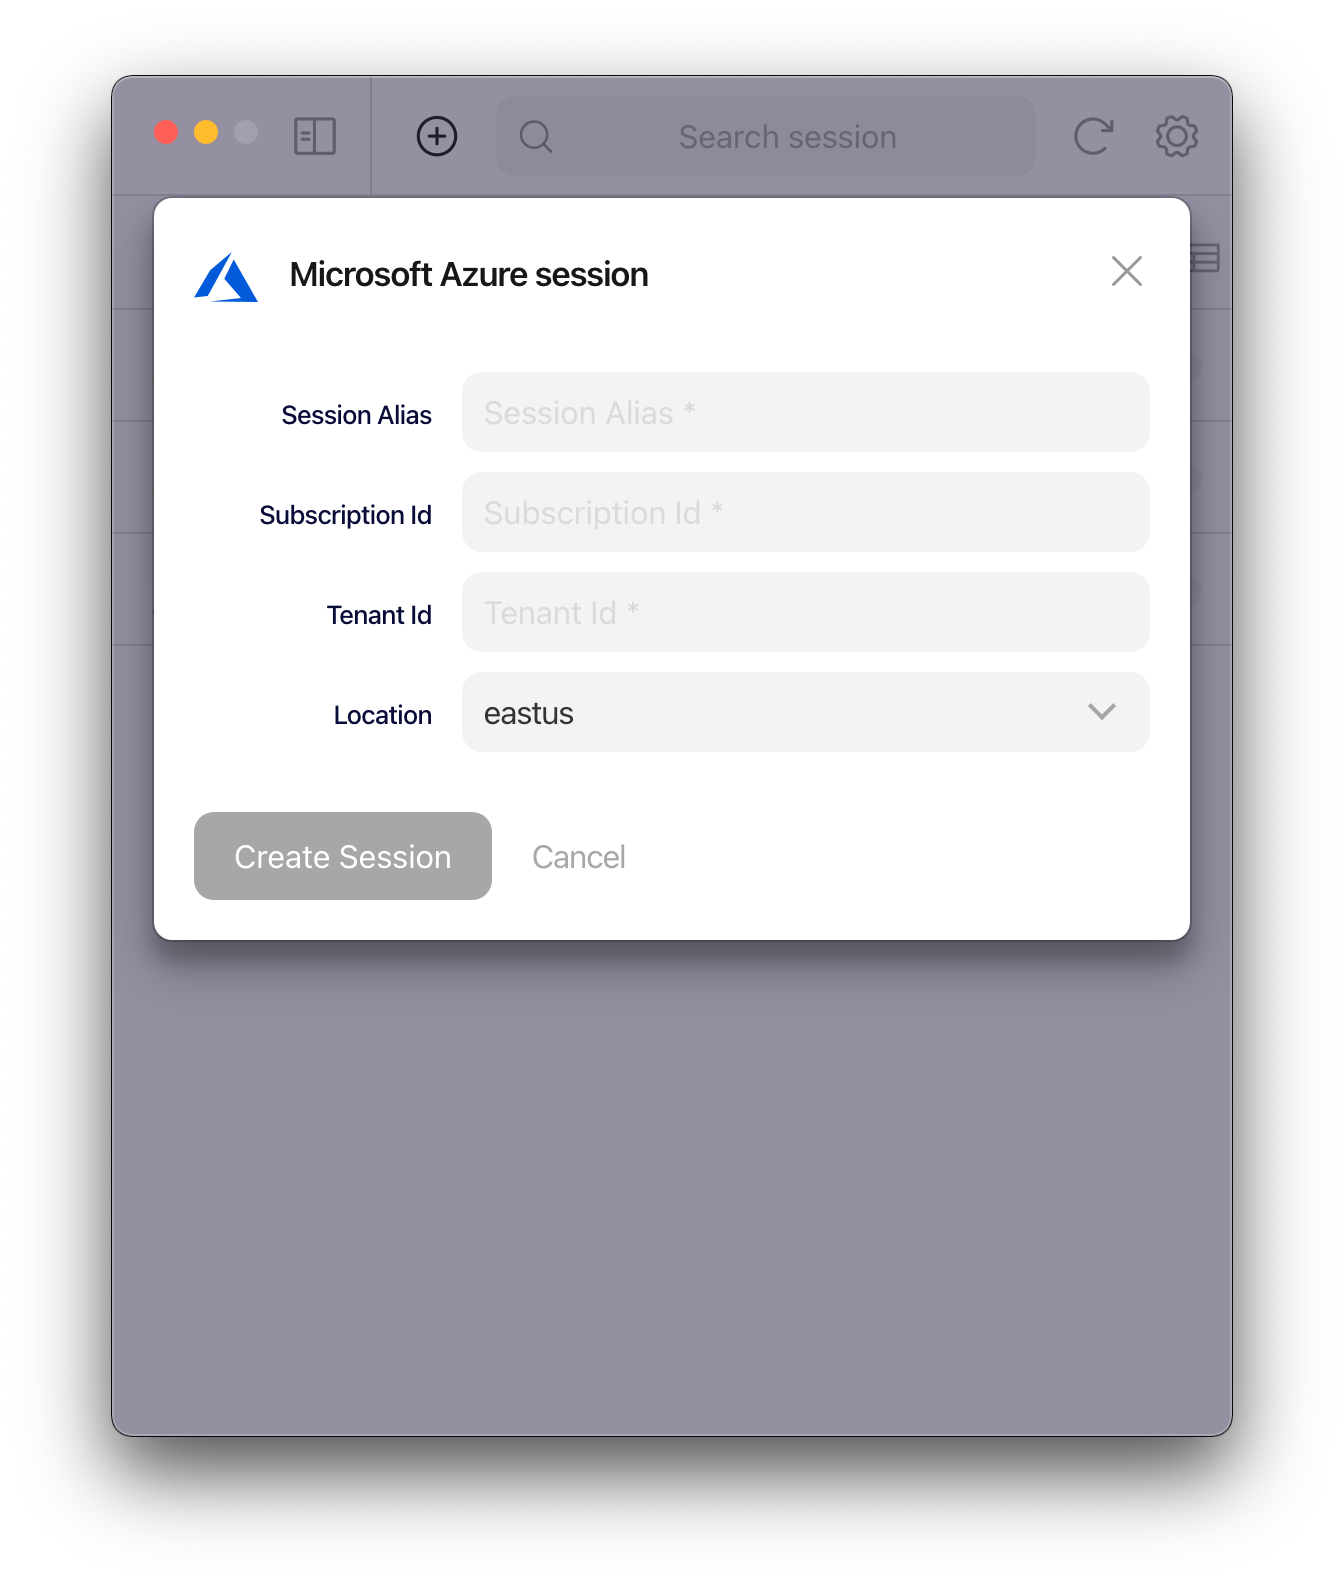 Search session
Microsoft Azure session
Session Alias
Session Alias *
Subscription Id
Subscription Id *
Tenant Id
Tenant Id *
Location
eastus
Create Session
Cancel